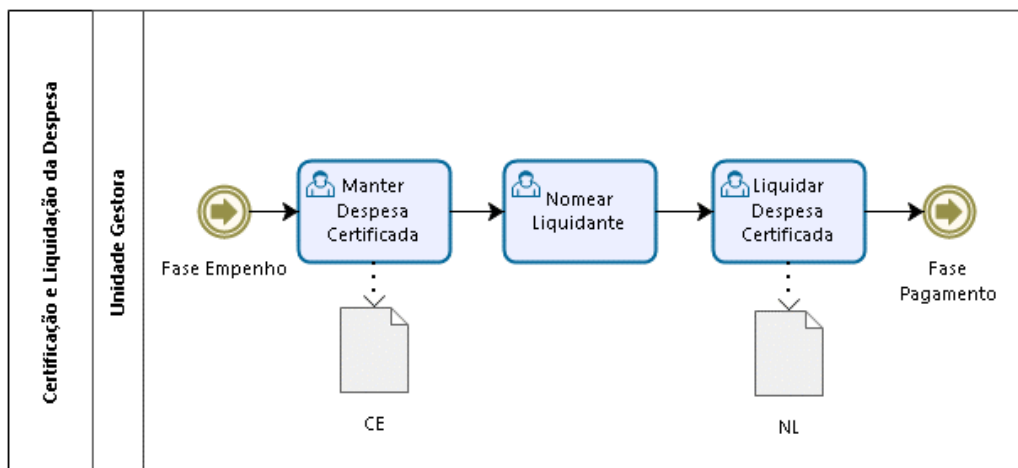 Certificação e Liquidação da Despesa
Unidade Gestora
Fase Empenho
Manter
Despesa
Certificada
CE
Nomear
Liquidante
Liquidar
Despesa
Certificada
NL
Fase
Pagamento